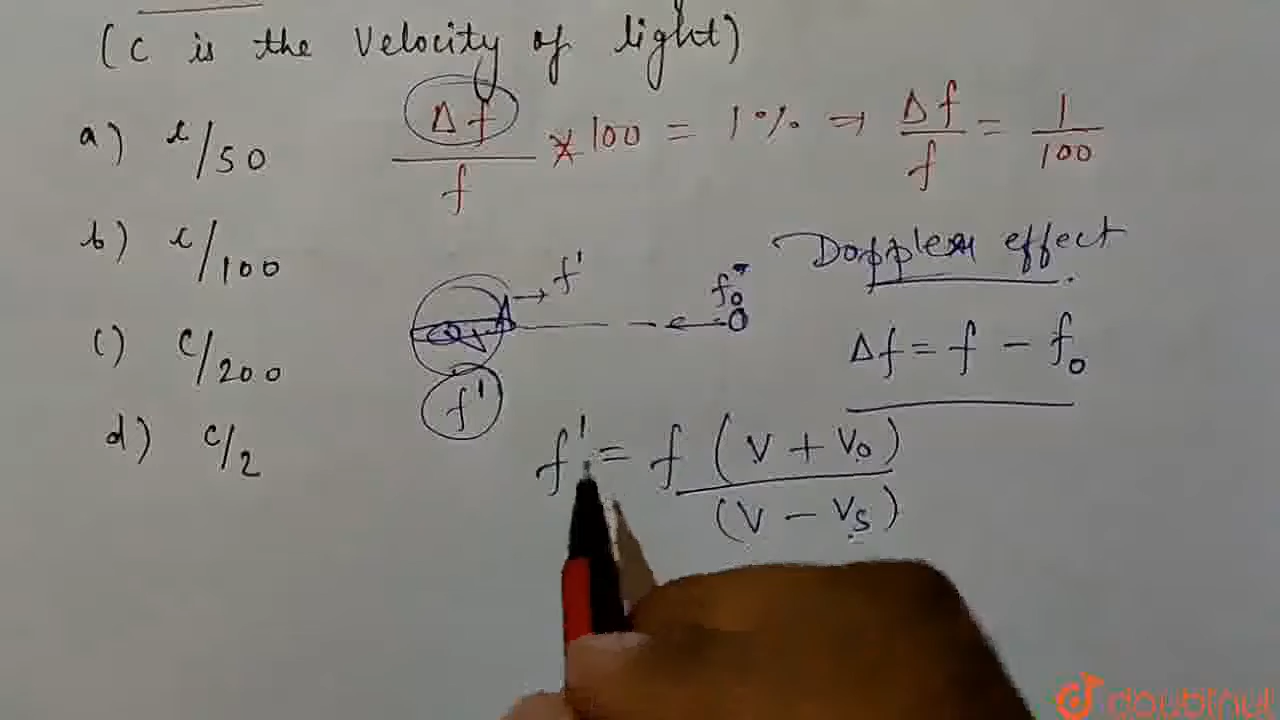 (C is the Velocity of light)
a) c/50
Δf/f × 100 = 1% ⇒ Δf/f = 1/100
b) c/100
Doppler effect
f'
f₀
c) C/200
Δf = f - f₀
f'
d) c/2
f' = f (V + V₀)/(V - Vₛ)
doubtnut